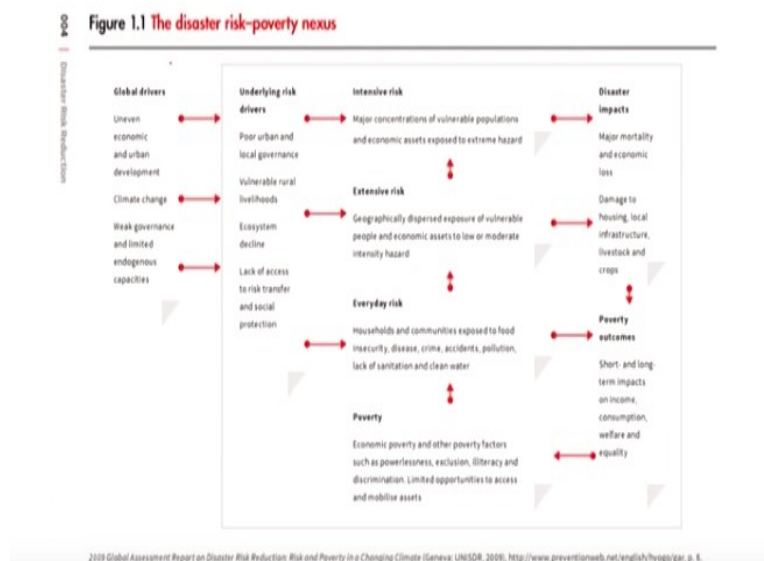 004
Disaster Risk Reduction
Figure 1.1 The disaster risk–poverty nexus
Global drivers
Uneven
economic
and urban
development
Climate change
Weak governance
and limited
endogenous
capacities
Underlying risk
drivers
Poor urban and
local governance
Vulnerable rural
livelihoods
Ecosystem
decline
Lack of access
to risk transfer
and social
protection
Intensive risk
Major concentrations of vulnerable populations
and economic assets exposed to extreme hazard
Extensive risk
Geographically dispersed exposure of vulnerable
people and economic assets to low or moderate
intensity hazard
Everyday risk
Households and communities exposed to food
insecurity, disease, crime, accidents, pollution,
lack of sanitation and clean water
Poverty
Economic poverty and other poverty factors
such as powerlessness, exclusion, illiteracy and
discrimination. Limited opportunities to access
and mobilise assets
Disaster
impacts
Major mortality
and economic
loss
Damage to
housing, local
infrastructure,
livestock and
crops
Poverty
outcomes
Short- and long-
term impacts
on income,
consumption,
welfare and
equality
2009 Global Assessment Report on Disaster Risk Reduction: Risk and Poverty in a Changing Climate (Geneva: UNISDR, 2009), http://www.preventionweb.net/english/hyogo/gar, p. 8.